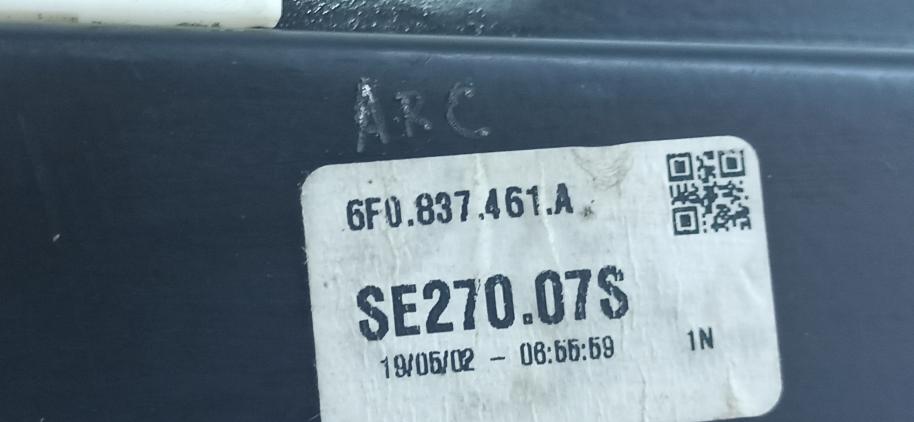 ARC
6F0.837.461.A
SE270.07S
19/05/02 - 06:55:59
1N